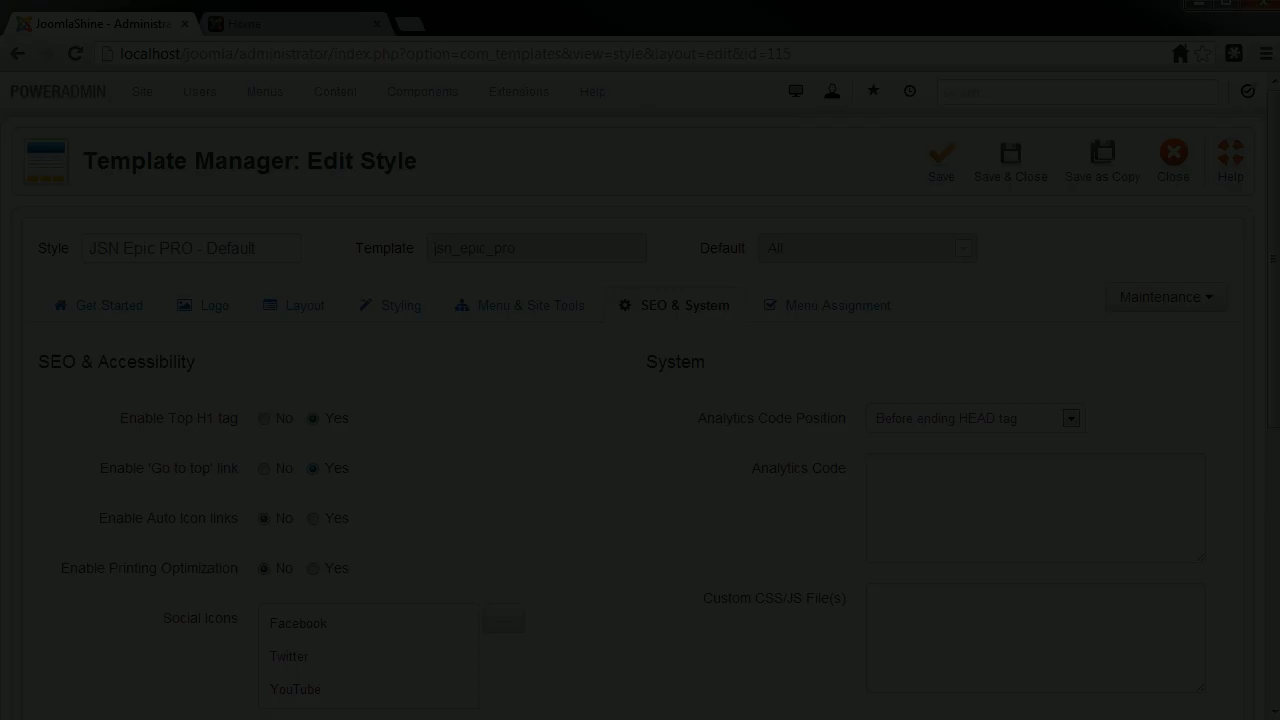 JoomlaShine - Administra
Home
localhost/joomla/administrator/index.php?option=com_templates&view=style&layout=edit&id=115
POWERADMIN Site Users Menus Content Components Extensions Help
Template Manager: Edit Style
Save Save & Close Save as Copy Close Help
Style JSN Epic PRO - Default Template jsn_epic_pro Default All
Get Started Logo Layout Styling Menu & Site Tools SEO & System Menu Assignment Maintenance
SEO & Accessibility
System
Enable Top H1 tag No Yes
Analytics Code Position Before ending HEAD tag
Enable 'Go to top' link No Yes
Analytics Code
Enable Auto icon links No Yes
Enable Printing Optimization No Yes
Custom CSS/JS File(s)
Social Icons
Facebook
Twitter
YouTube